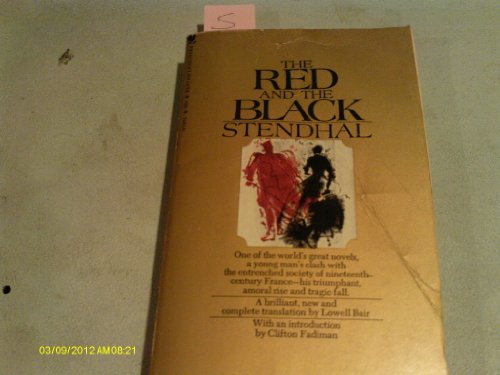 S
THE
RED
AND THE
BLACK
STENDHAL
One of the world's great novels,
a young man's clash with
the entrenched society of nineteenth-
century France—his triumphant,
amoral rise and tragic fall.
A brilliant, new and
complete translation by Lowell Bair
With an introduction
by Clifton Fadiman
03/09/2012 AM08:21